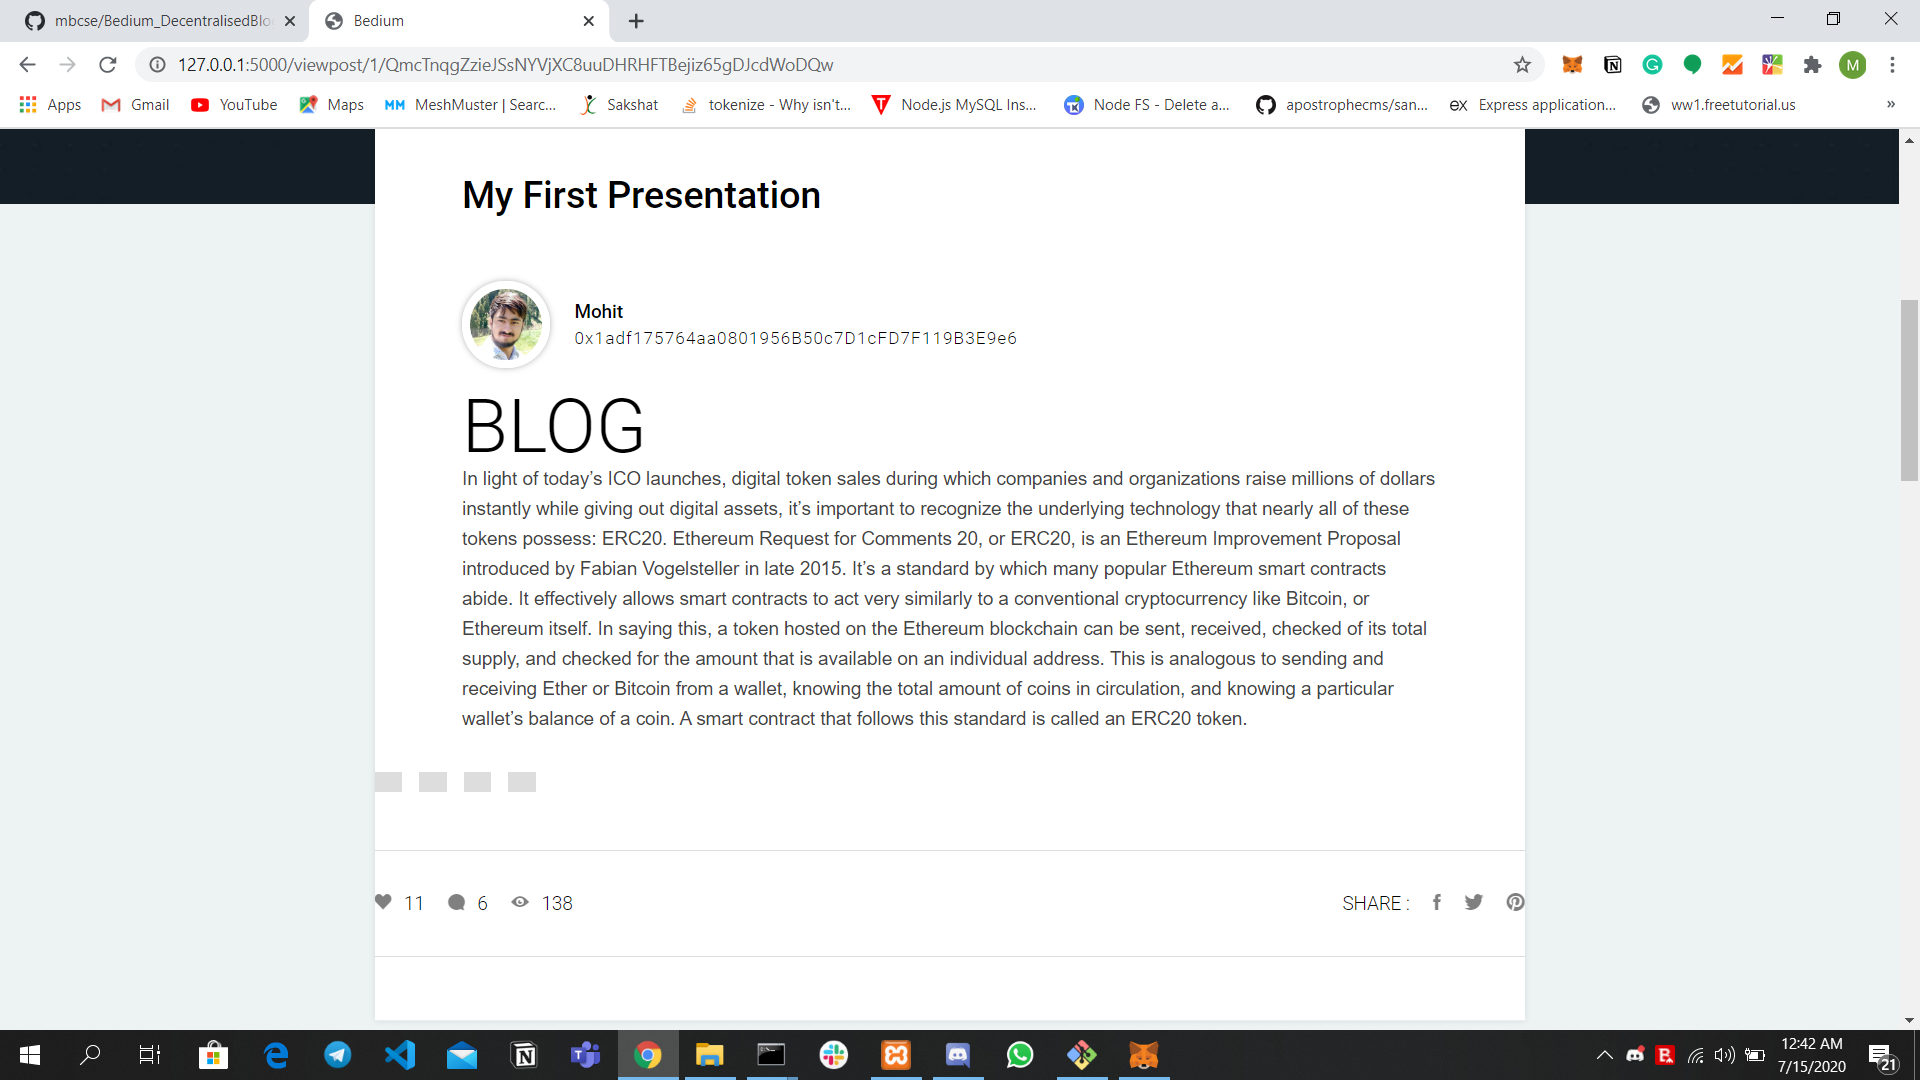 mbcse/Bedium_DecentralisedBlo
Bedium
127.0.0.1:5000/viewpost/1/QmcTnqgZzieJSsNYVjXC8uuDHRHFTBejiz65gDJcdWoDQw
M
Apps
Gmail
YouTube
Maps
MM MeshMuster | Searc...
Sakshat
tokenize - Why isn't...
Node.js MySQL Ins...
Node FS - Delete a...
apostrophecms/san...
ex Express application...
ww1.freetutorial.us
»
My First Presentation
Mohit
0x1adf175764aa0801956B50c7D1cFD7F119B3E9e6
BLOG
In light of today’s ICO launches, digital token sales during which companies and organizations raise millions of dollars
instantly while giving out digital assets, it’s important to recognize the underlying technology that nearly all of these
tokens possess: ERC20. Ethereum Request for Comments 20, or ERC20, is an Ethereum Improvement Proposal
introduced by Fabian Vogelsteller in late 2015. It’s a standard by which many popular Ethereum smart contracts
abide. It effectively allows smart contracts to act very similarly to a conventional cryptocurrency like Bitcoin, or
Ethereum itself. In saying this, a token hosted on the Ethereum blockchain can be sent, received, checked of its total
supply, and checked for the amount that is available on an individual address. This is analogous to sending and
receiving Ether or Bitcoin from a wallet, knowing the total amount of coins in circulation, and knowing a particular
wallet’s balance of a coin. A smart contract that follows this standard is called an ERC20 token.
11
6
138
SHARE :
12:42 AM
7/15/2020
21